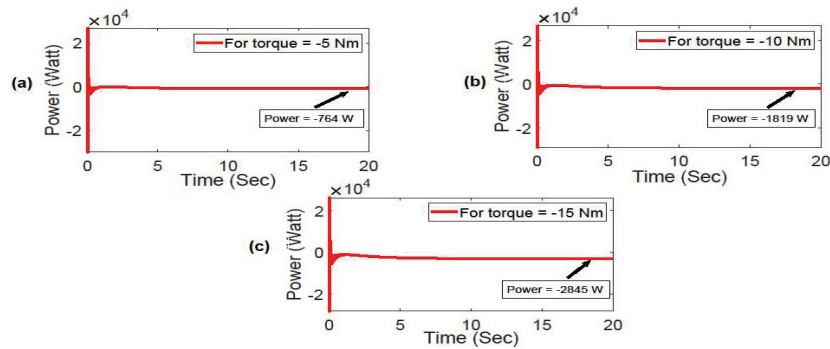 (a)
×10⁴
Power (Watt)
2
0
-2
For torque = -5 Nm
Power = -764 W
0 5 10 15 20
Time (Sec)
(b)
×10⁴
Power (Watt)
2
0
-2
For torque = -10 Nm
Power = -1819 W
0 5 10 15 20
Time (Sec)
(c)
×10⁴
Power (Watt)
2
0
-2
For torque = -15 Nm
Power = -2845 W
0 5 10 15 20
Time (Sec)